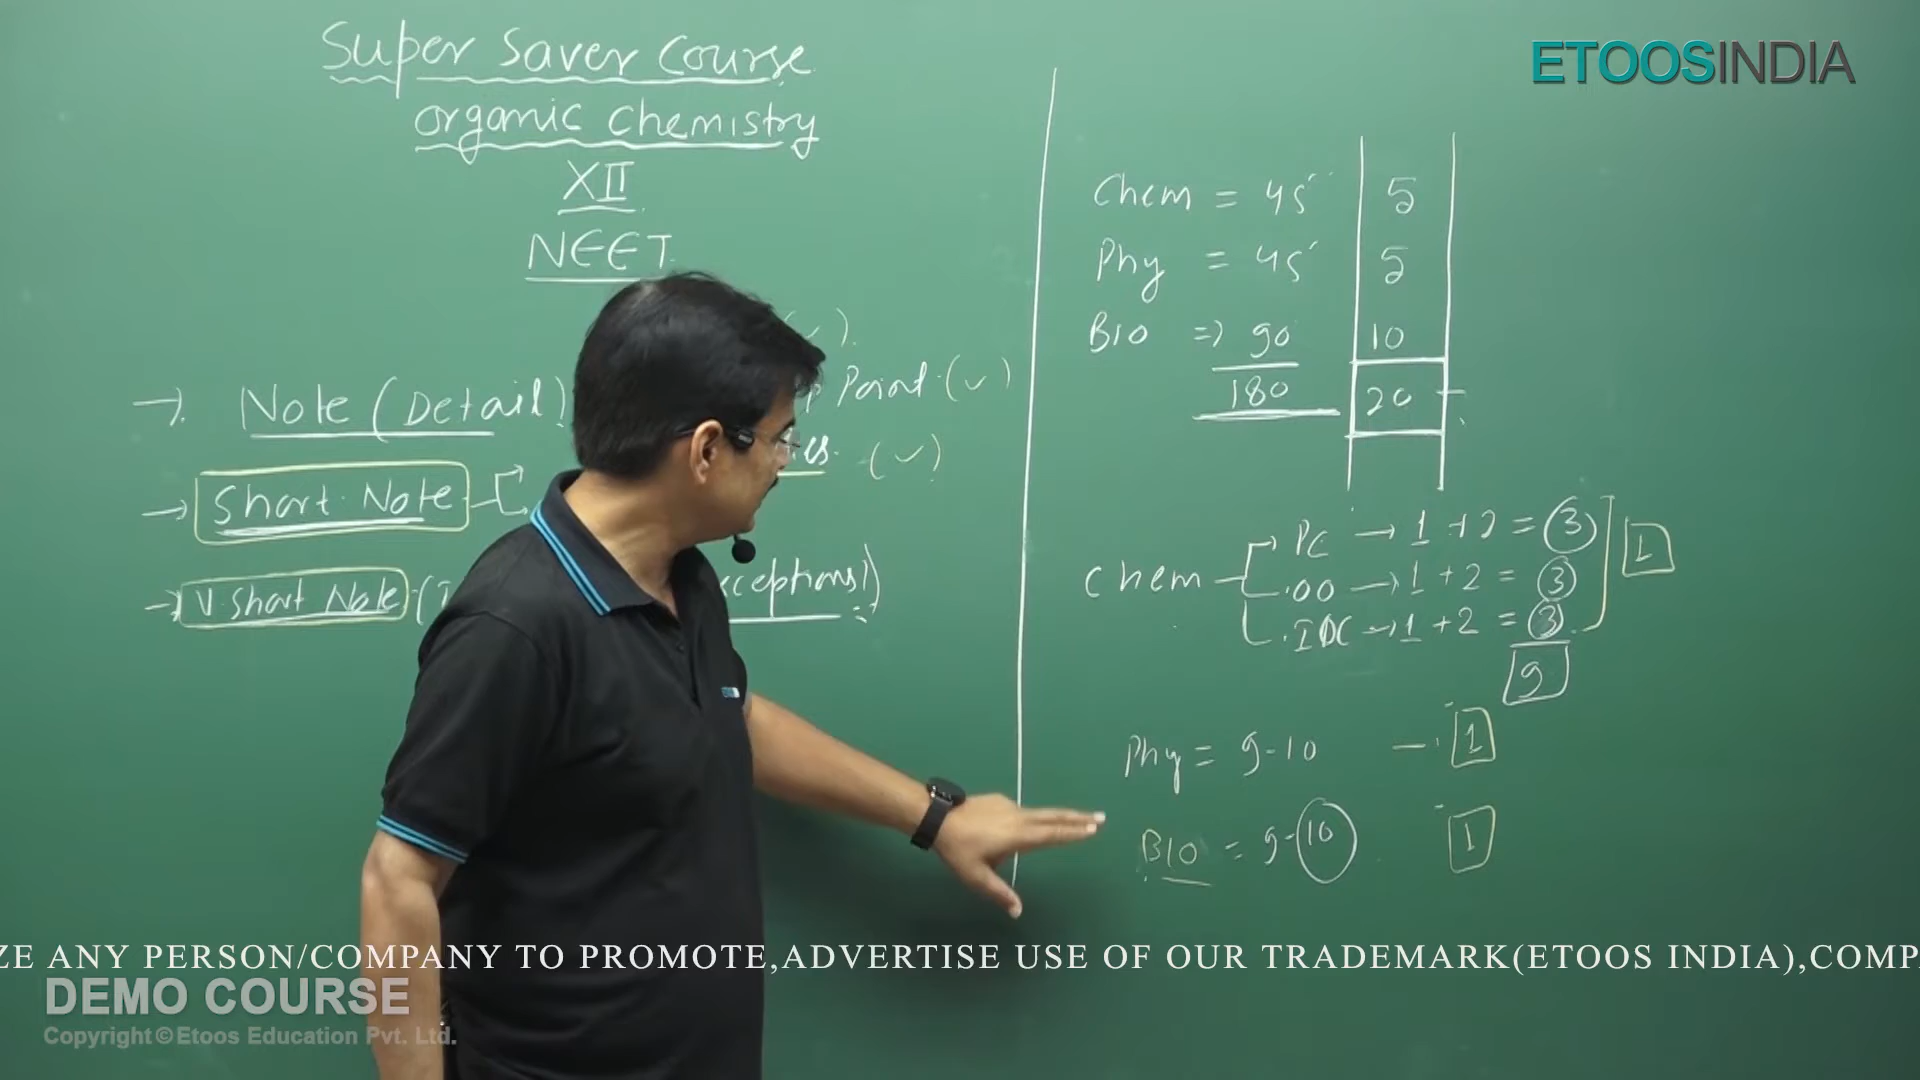 Super Saver Course
Organic Chemistry
XII
NEET
(✓).
→ Note (Detail)
Point (✓)
→ Short Note
(✓)
→ V. Short Note (
xceptions)
ETOOSINDIA
Chem = 45 5
Phy = 45 5
BIO => 90 10
180 20
Chem
PC → 1 + 2 = 3
OO → 1 + 2 = 3
IOC → 1 + 2 = 3
1
9
Phy = 9-10 — 1
BIO = 9-10 1
ZE ANY PERSON/COMPANY TO PROMOTE,ADVERTISE USE OF OUR TRADEMARK(ETOOS INDIA),COMP
DEMO COURSE
Copyright © Etoos Education Pvt. Ltd.